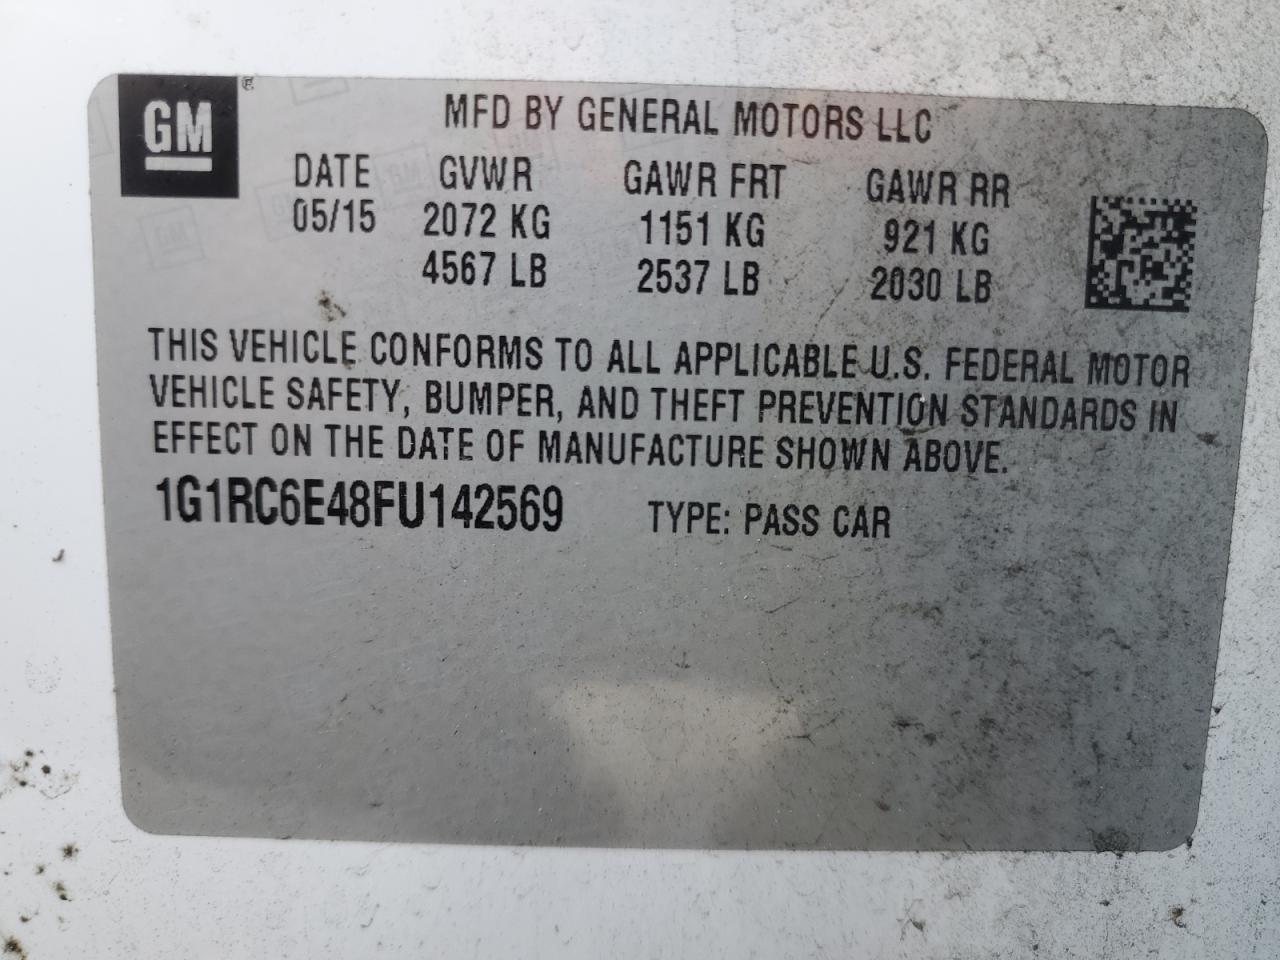 GM
MFD BY GENERAL MOTORS LLC
DATE GVWR GAWR FRT GAWR RR
05/15 2072 KG 1151 KG 921 KG
4567 LB 2537 LB 2030 LB
THIS VEHICLE CONFORMS TO ALL APPLICABLE U.S. FEDERAL MOTOR
VEHICLE SAFETY, BUMPER, AND THEFT PREVENTION STANDARDS IN
EFFECT ON THE DATE OF MANUFACTURE SHOWN ABOVE.
1G1RC6E48FU142569 TYPE: PASS CAR